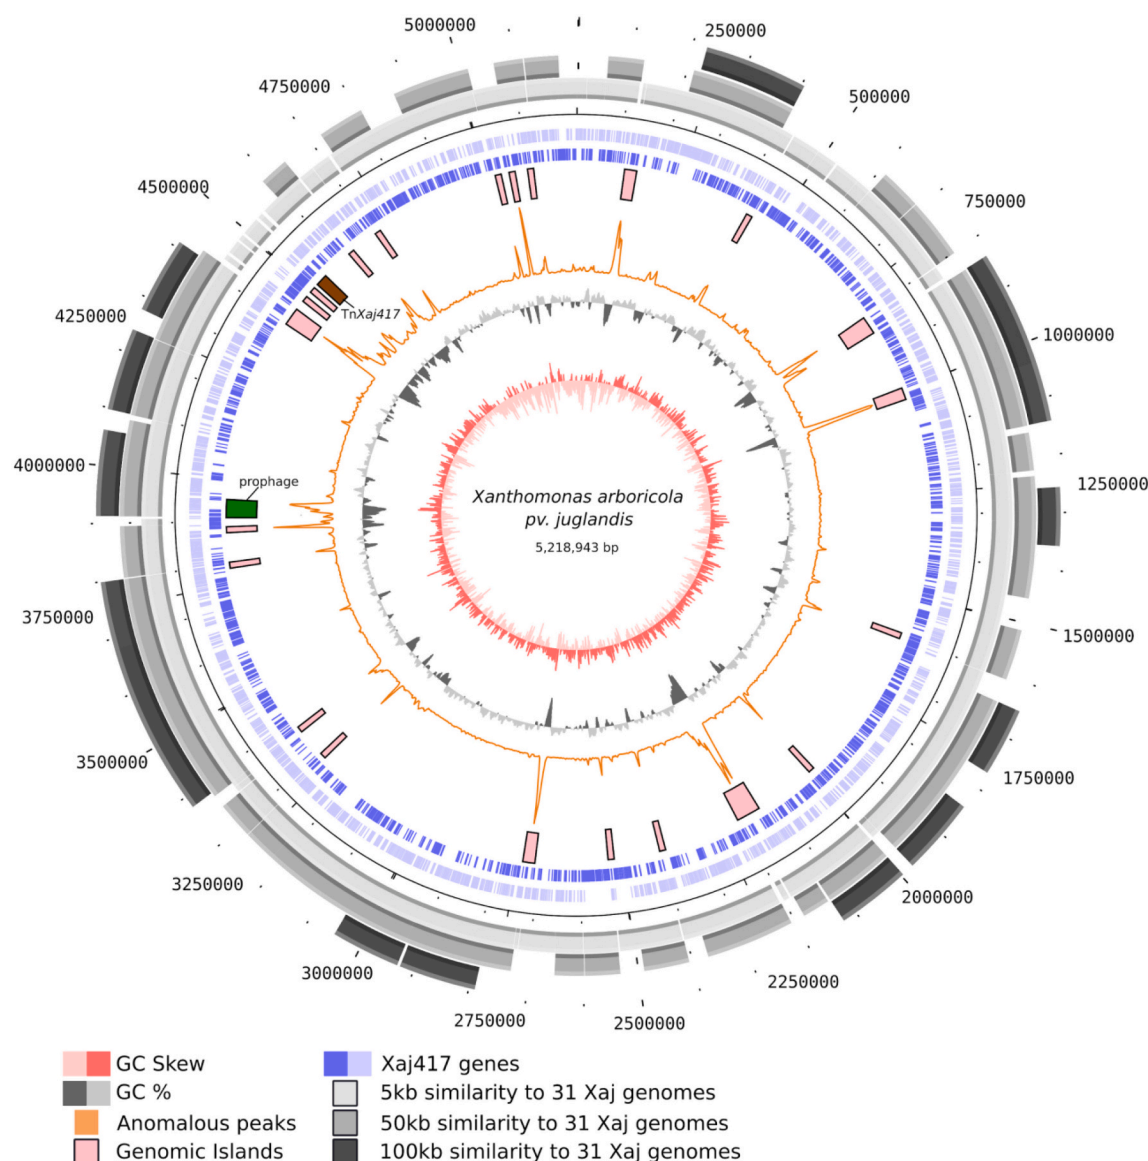 5000000
250000
4750000
500000
4500000
750000
4250000
TnXaj417
1000000
4000000
prophage
1250000
Xanthomonas arboricola
pv. juglandis
5,218,943 bp
3750000
1500000
3500000
1750000
3250000
2000000
3000000
2250000
2750000
2500000
GC Skew
Xaj417 genes
GC %
5kb similarity to 31 Xaj genomes
Anomalous peaks
50kb similarity to 31 Xaj genomes
Genomic Islands
100kb similarity to 31 Xaj genomes